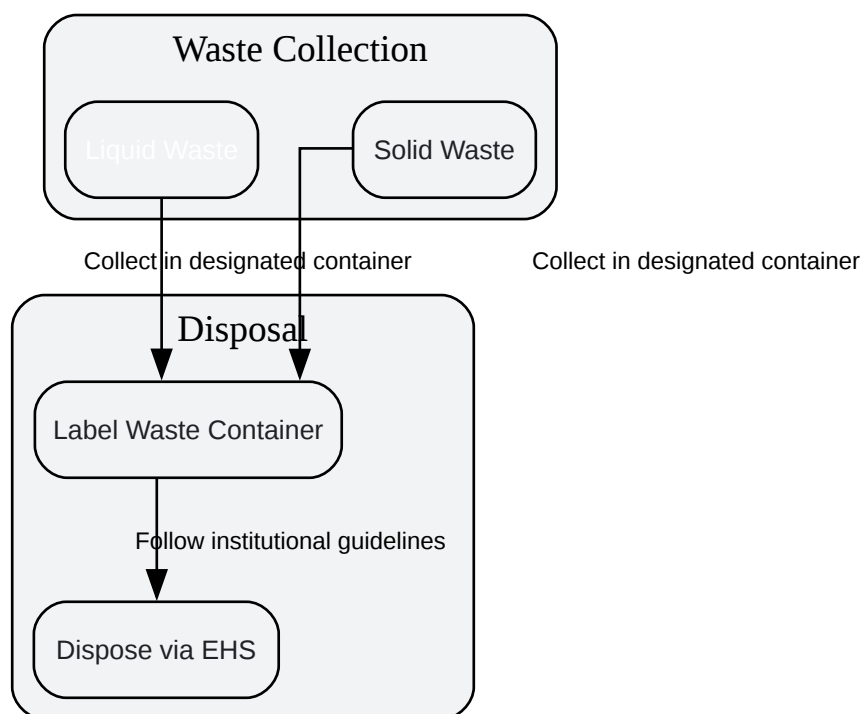 Waste Collection
Liquid Waste
Solid Waste
Collect in designated container
Collect in designated container
Disposal
Label Waste Container
Follow institutional guidelines
Dispose via EHS